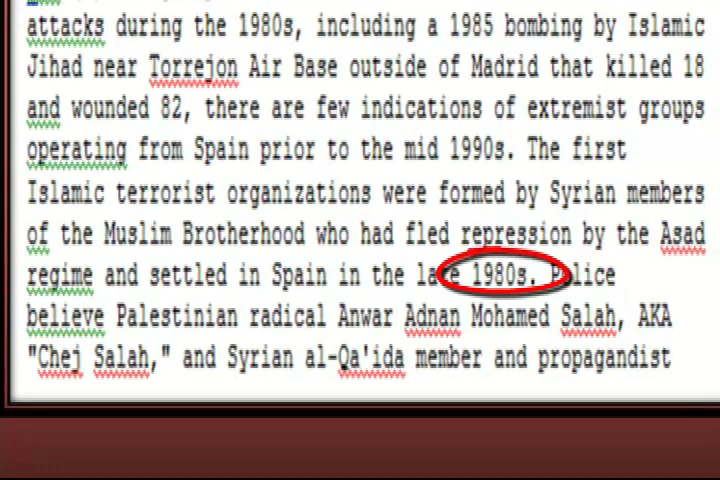 attacks during the 1980s, including a 1985 bombing by Islamic
Jihad near Torrejon Air Base outside of Madrid that killed 18
and wounded 82, there are few indications of extremist groups
operating from Spain prior to the mid 1990s. The first
Islamic terrorist organizations were formed by Syrian members
of the Muslim Brotherhood who had fled repression by the Asad
regime and settled in Spain in the late 1980s. Police
believe Palestinian radical Anwar Adnan Mohamed Salah, AKA
"Chej Salah," and Syrian al-Qa'ida member and propagandist